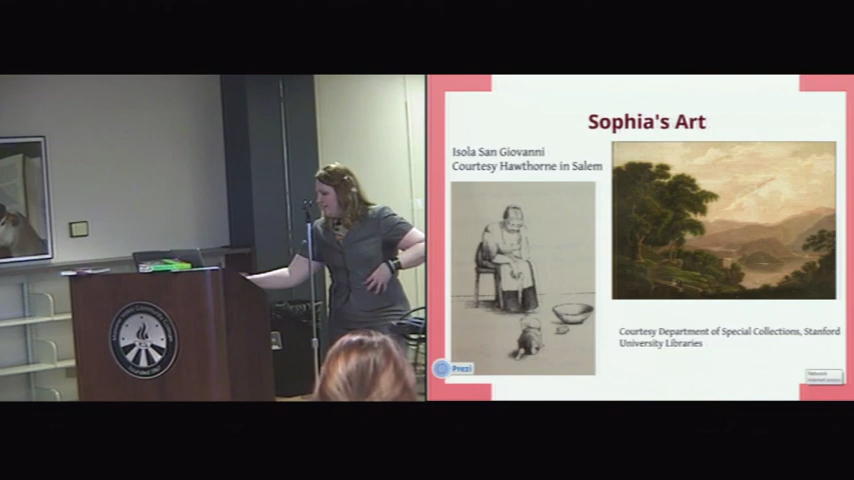 Sophia's Art
Isola San Giovanni
Courtesy Hawthorne in Salem
Courtesy Department of Special Collections, Stanford
University Libraries
Prezi